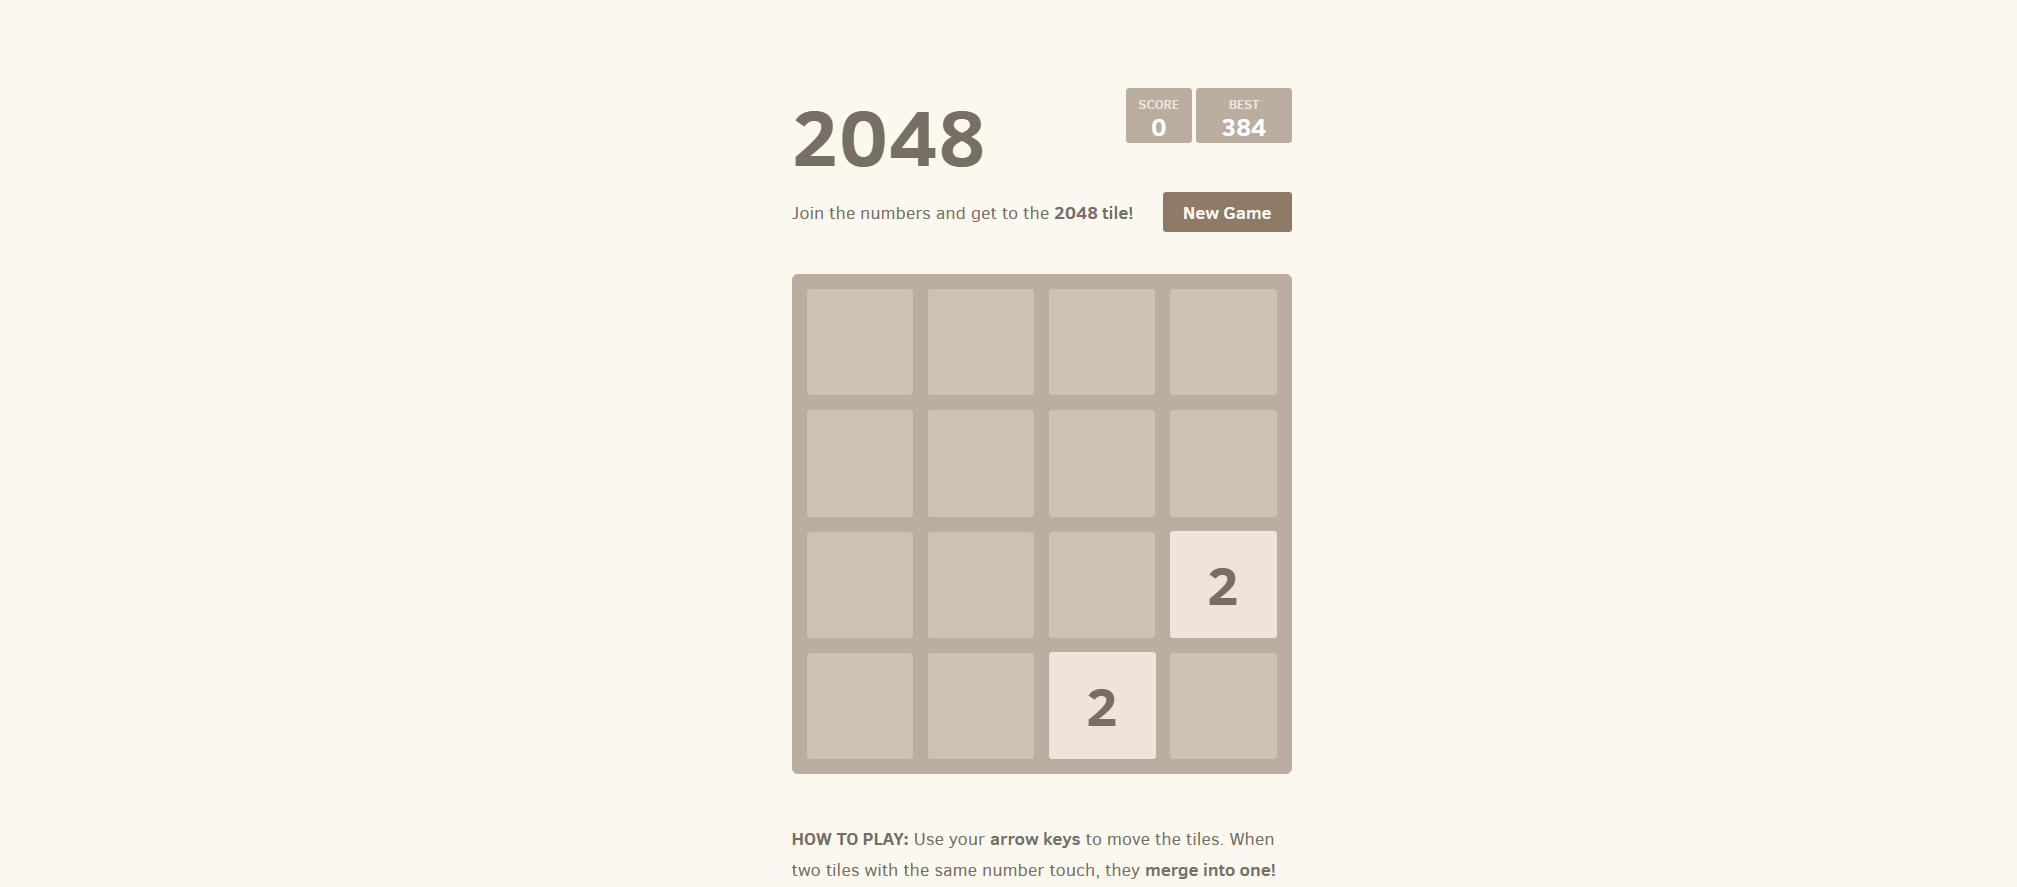 2048
SCORE
0
BEST
384
Join the numbers and get to the 2048 tile!
New Game
2
2
HOW TO PLAY: Use your arrow keys to move the tiles. When
two tiles with the same number touch, they merge into one!